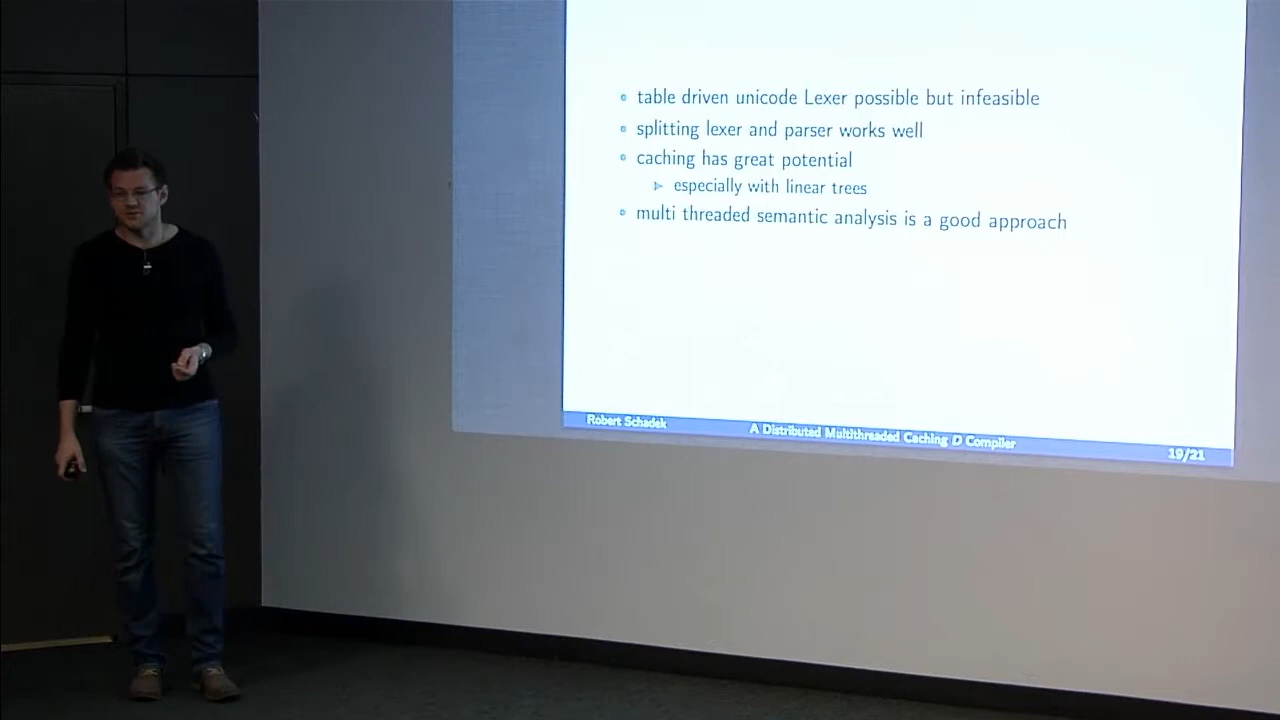 table driven unicode Lexer possible but infeasible
splitting lexer and parser works well
caching has great potential
especially with linear trees
multi threaded semantic analysis is a good approach
Robert Schadek
A Distributed Multithreaded Caching D Compiler
19/21